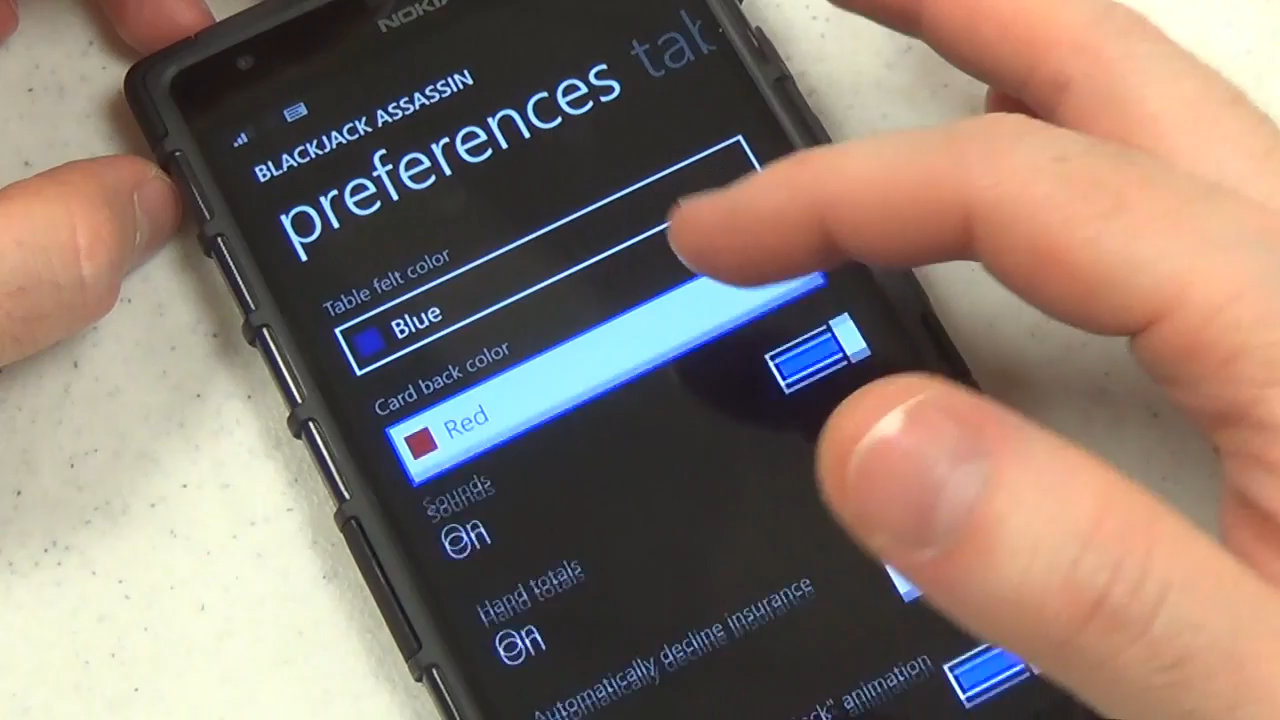 NOKIA
BLACKJACK ASSASSIN
preferences
Table felt color
Blue
Card back color
Red
Sounds
On
Hand totals
On
Automatically decline insurance
animation